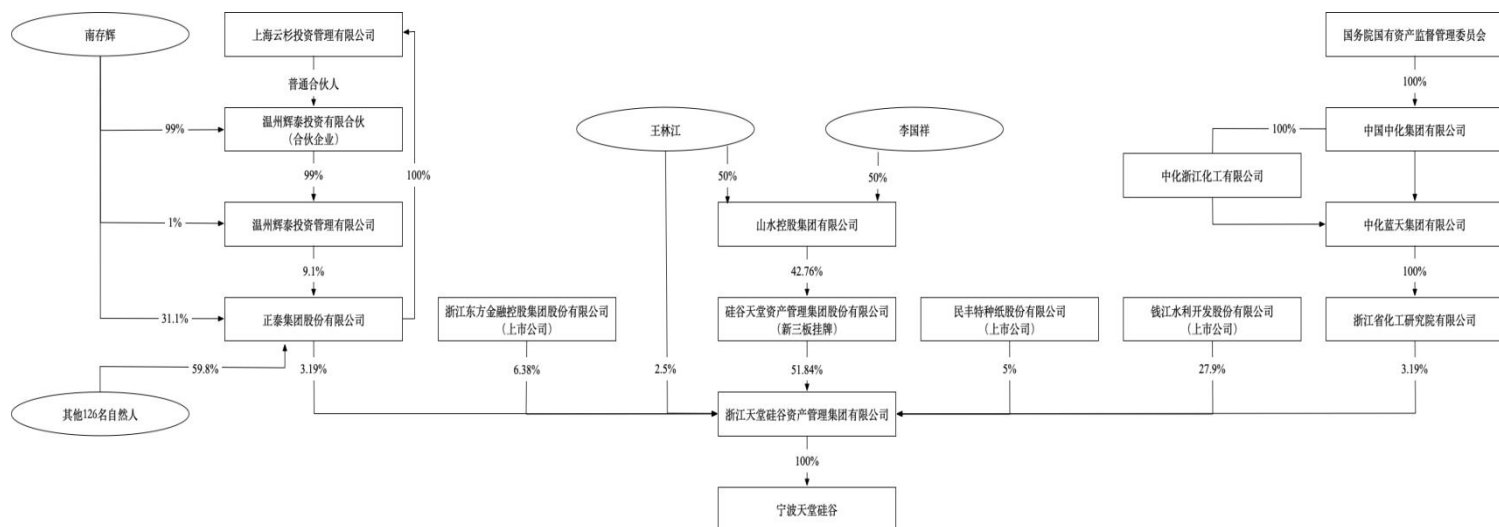 南存辉
上海云杉投资管理有限公司
国务院国有资产监督管理委员会
普通合伙人
100%
99%
温州辉泰投资有限合伙
(合伙企业)
王林江
李国祥
100%
中国中化集团有限公司
99%
100%
50%
50%
中化浙江化工有限公司
1%
温州辉泰投资管理有限公司
山水控股集团有限公司
中化蓝天集团有限公司
9.1%
42.76%
100%
31.1%
正泰集团股份有限公司
浙江东方金融控股集团股份有限公司
(上市公司)
硅谷天堂资产管理集团股份有限公司
(新三板挂牌)
民丰特种纸股份有限公司
(上市公司)
钱江水利开发股份有限公司
(上市公司)
浙江省化工研究院有限公司
59.8%
3.19%
6.38%
2.5%
51.84%
5%
27.9%
3.19%
其他126名自然人
浙江天堂硅谷资产管理集团有限公司
100%
宁波天堂硅谷